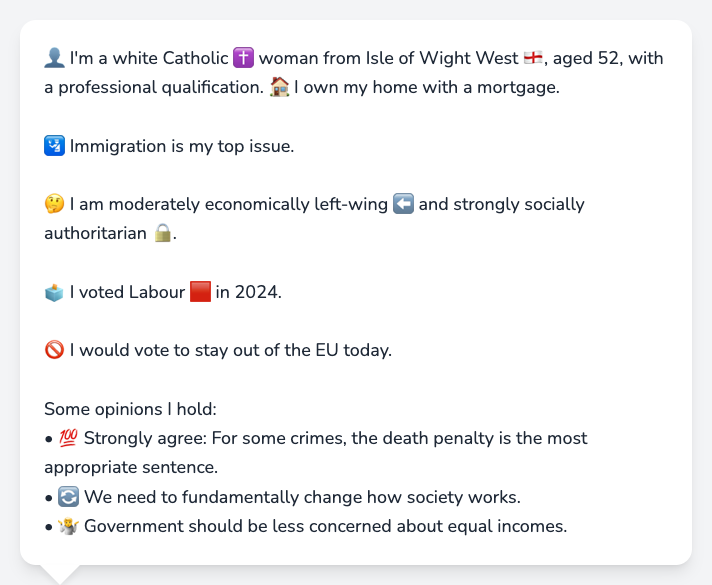 👤 I'm a white Catholic ✝️ woman from Isle of Wight West 🏴󠁧󠁢󠁥󠁮󠁧󠁿, aged 52, with
a professional qualification. 🏠 I own my home with a mortgage.
🛂 Immigration is my top issue.
🤔 I am moderately economically left-wing ⬅️ and strongly socially
authoritarian 🔒.
🗳️ I voted Labour 🟥 in 2024.
🚫 I would vote to stay out of the EU today.
Some opinions I hold:
• 💯 Strongly agree: For some crimes, the death penalty is the most
appropriate sentence.
• 🔄 We need to fundamentally change how society works.
• 🤷 Government should be less concerned about equal incomes.